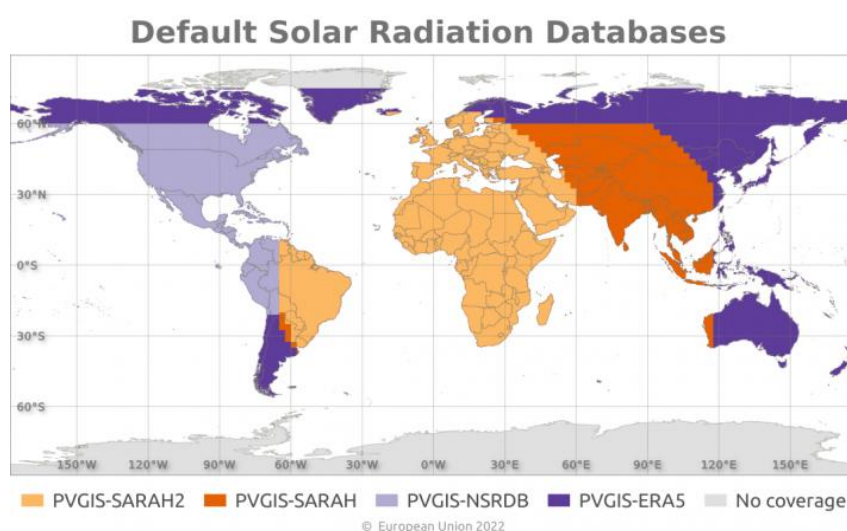 Default Solar Radiation Databases
60°N
30°N
0°S
30°S
60°S
150°W 120°W 90°W 60°W 30°W 0°W 30°E 60°E 90°E 120°E 150°E
PVGIS-SARAH2 PVGIS-SARAH PVGIS-NSRDB PVGIS-ERA5 No coverage
© European Union 2022